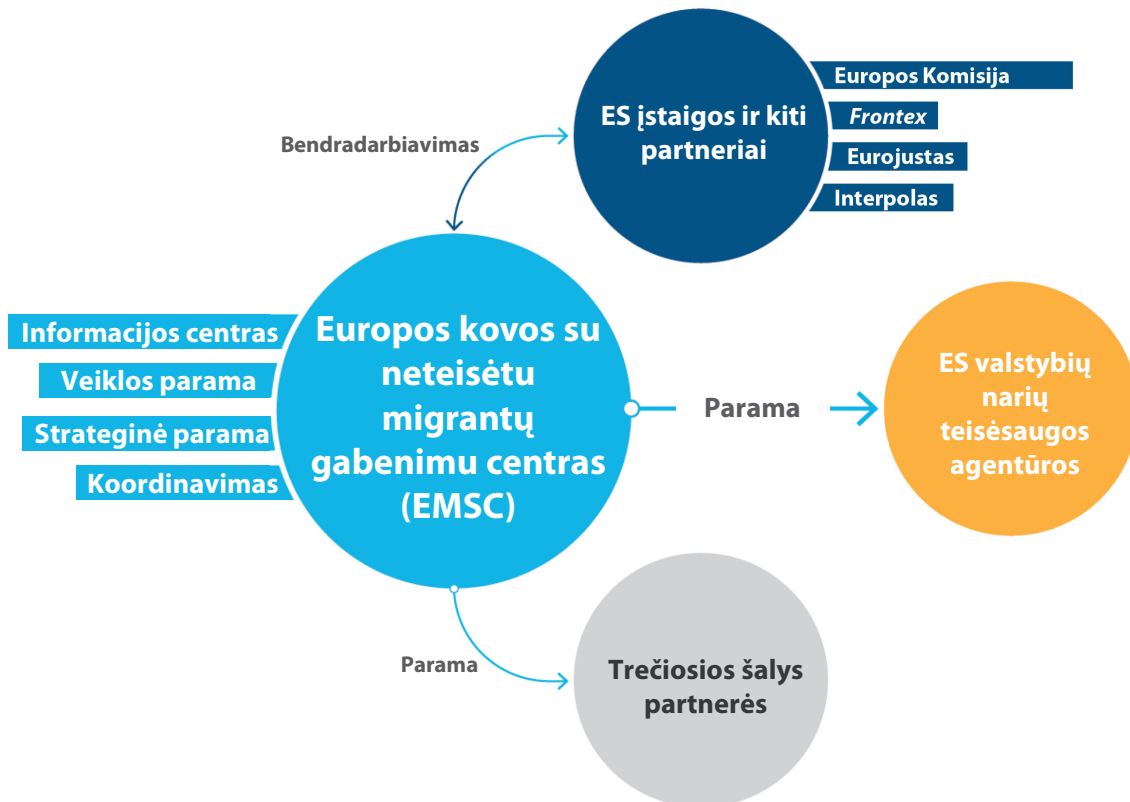 ES įstaigos ir kiti
partneriai
Europos Komisija
Frontex
Eurojustas
Interpolas
Bendradarbiavimas
Informacijos centras
Veiklos parama
Strateginė parama
Koordinavimas
Europos kovos su
neteisėtu
migrantų
gabenimu centras
(EMSC)
Parama
ES valstybių
narių
teisėsaugos
agentūros
Parama
Trečiosios šalys
partnerės